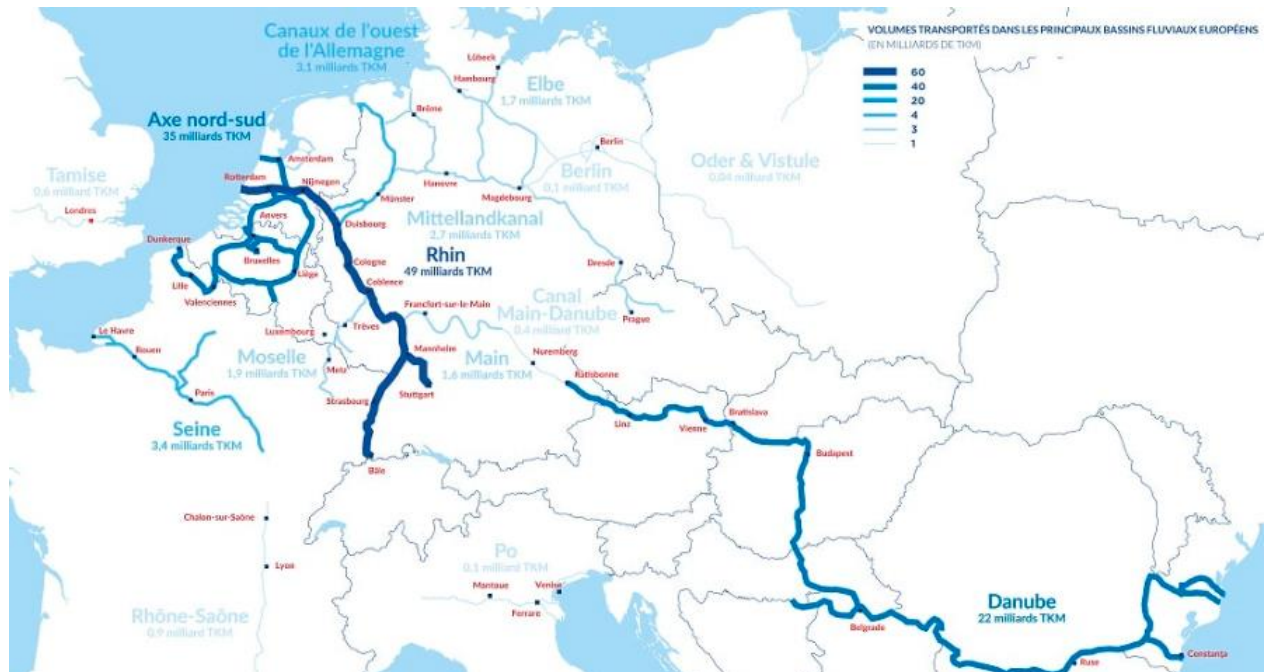 VOLUMES TRANSPORTÉS DANS LES PRINCIPAUX BASSINS FLUVIAUX EUROPÉENS
(EN MILLIARDS DE TKM)
60
40
20
4
3
1
Canaux de l'ouest
de l'Allemagne
3,1 milliards TKM
Lübeck
Hambourg
Elbe
1,7 milliards TKM
Brême
Axe nord-sud
35 milliards TKM
Amsterdam
Berlin
Berlin
0,1 milliard TKM
Oder & Vistule
0,04 milliard TKM
Tamise
0,6 milliard TKM
Londres
Rotterdam
Nijmegen
Hanovre
Magdebourg
Münster
Anvers
Duisbourg
Mittellandkanal
2,7 milliards TKM
Dunkerque
Bruxelles
Cologne
Rhin
49 milliards TKM
Liège
Coblence
Dresde
Lille
Valenciennes
Francfort-sur-le Main
Canal
Main-Danube
0,4 milliard TKM
Prague
Le Havre
Rouen
Luxembourg
Trèves
Mannheim
Nuremberg
Moselle
1,9 milliards TKM
Metz
Main
1,6 milliards TKM
Ratisbonne
Paris
Strasbourg
Stuttgart
Seine
3,4 milliards TKM
Linz
Vienne
Bratislava
Budapest
Bâle
Chalon-sur-Saône
Lyon
Po
0,1 milliard TKM
Mantoue
Venise
Ferrare
Rhône-Saône
0,9 milliard TKM
Danube
22 milliards TKM
Belgrade
Constanța
Ruse